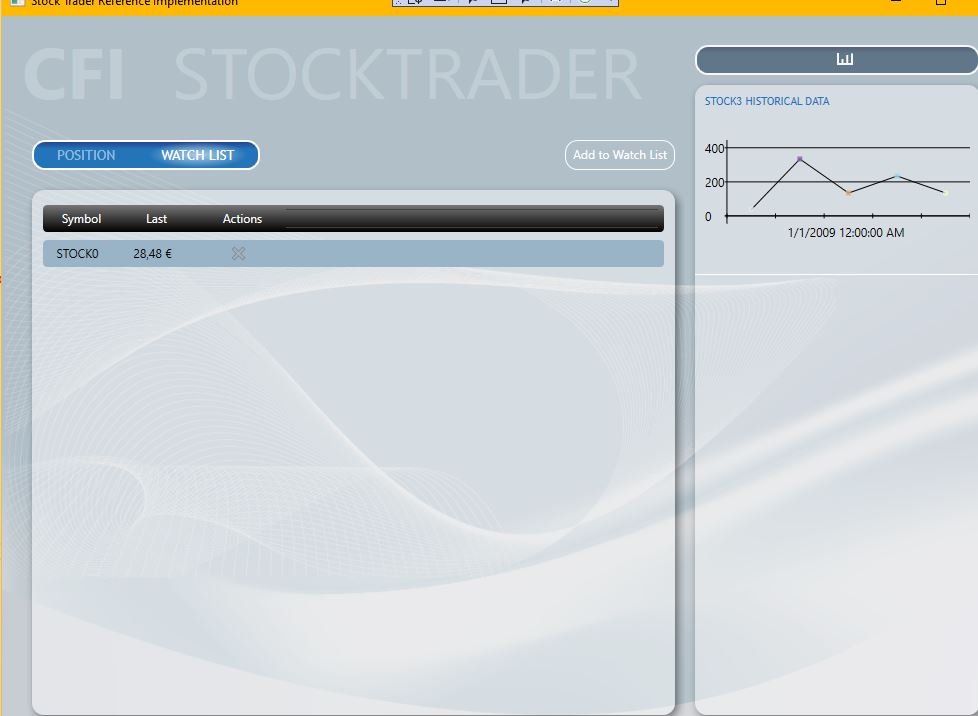 Stock Trader Reference Implementation
CFI STOCKTRADER
POSITION WATCH LIST
Add to Watch List
Symbol Last Actions
STOCK0 28,48 €
STOCK3 HISTORICAL DATA
400
200
0
1/1/2009 12:00:00 AM